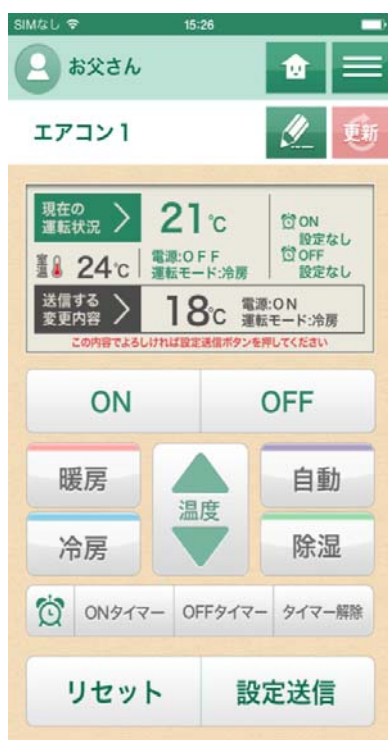 SIMなし 15:26
お父さん
エアコン1
更新
現在の
運転状況
21℃
ON
設定なし
OFF
設定なし
室温 24℃
電源:OFF
運転モード:冷房
送信する
変更内容
18℃
電源:ON
運転モード:冷房
この内容でよろしければ設定送信ボタンを押してください
ON OFF
暖房
温度
自動
冷房
除湿
ONタイマー OFFタイマー タイマー解除
リセット 設定送信